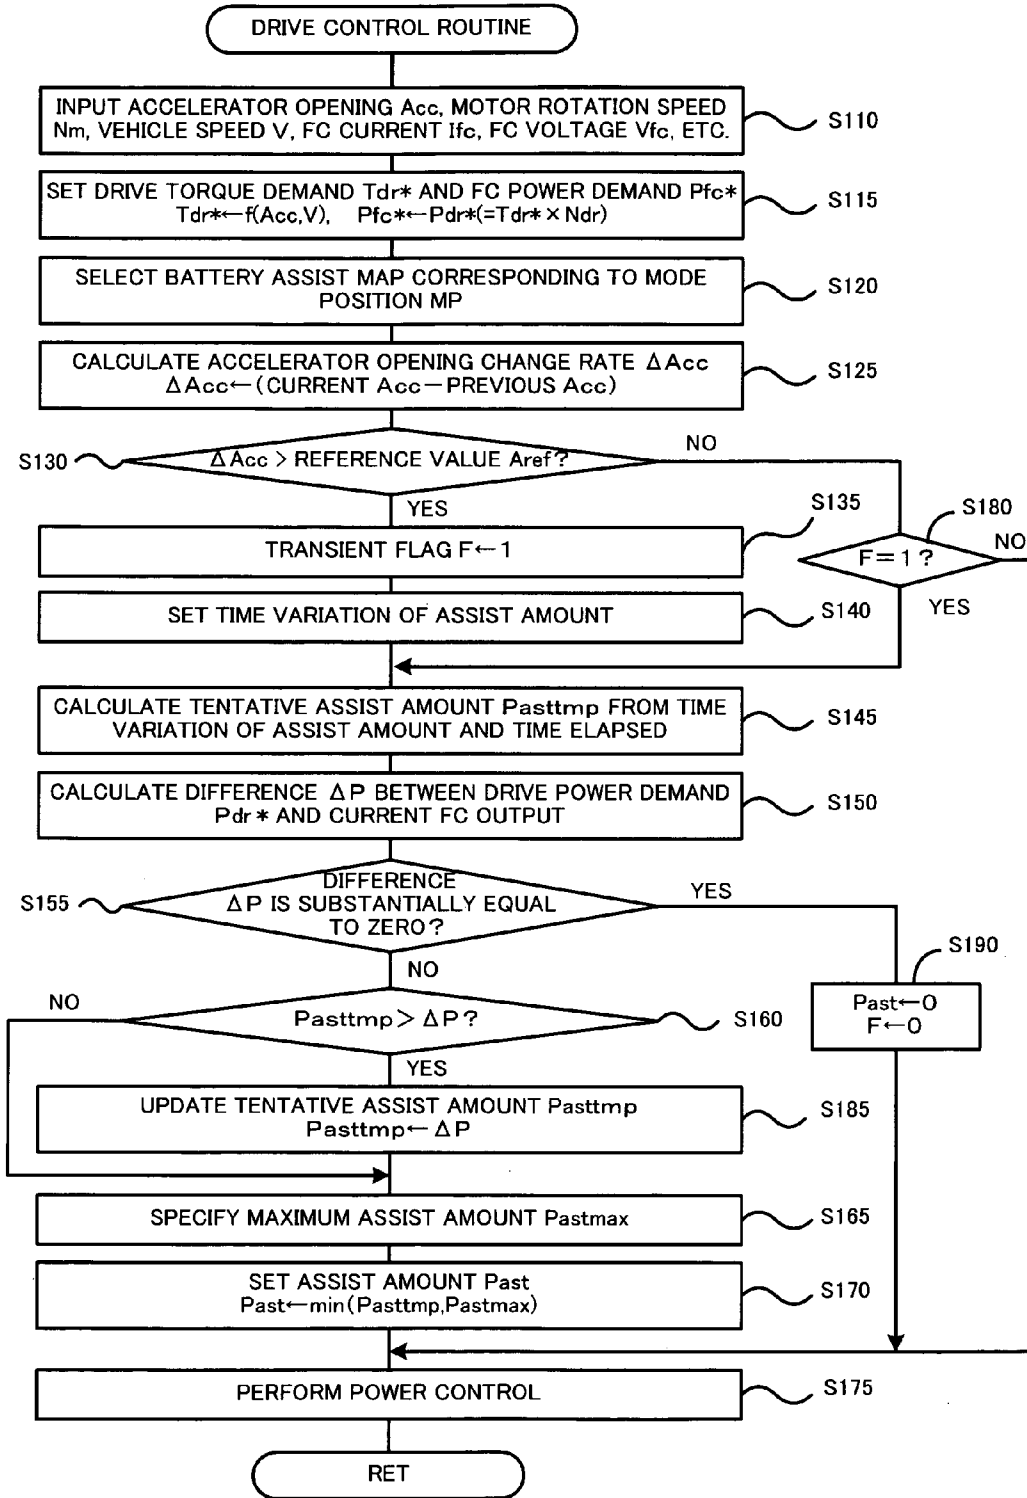 DRIVE CONTROL ROUTINE
INPUT ACCELERATOR OPENING Acc, MOTOR ROTATION SPEED
Nm, VEHICLE SPEED V, FC CURRENT Ifc, FC VOLTAGE Vfc, ETC.
S110
SET DRIVE TORQUE DEMAND Tdr* AND FC POWER DEMAND Pfc*
Tdr*←f(Acc,V), Pfc*←Pdr*(=Tdr*×Ndr)
S115
SELECT BATTERY ASSIST MAP CORRESPONDING TO MODE
POSITION MP
S120
CALCULATE ACCELERATOR OPENING CHANGE RATE ΔAcc
ΔAcc←(CURRENT Acc−PREVIOUS Acc)
S125
S130
ΔAcc > REFERENCE VALUE Aref?
NO
YES
S135
TRANSIENT FLAG F←1
S180
F=1?
NO
YES
SET TIME VARIATION OF ASSIST AMOUNT
S140
CALCULATE TENTATIVE ASSIST AMOUNT Pasttmp FROM TIME
VARIATION OF ASSIST AMOUNT AND TIME ELAPSED
S145
CALCULATE DIFFERENCE ΔP BETWEEN DRIVE POWER DEMAND
Pdr* AND CURRENT FC OUTPUT
S150
S155
DIFFERENCE
ΔP IS SUBSTANTIALLY EQUAL
TO ZERO?
YES
NO
S190
Past←0
F←0
NO
Pasttmp > ΔP?
S160
YES
UPDATE TENTATIVE ASSIST AMOUNT Pasttmp
Pasttmp←ΔP
S185
SPECIFY MAXIMUM ASSIST AMOUNT Pastmax
S165
SET ASSIST AMOUNT Past
Past←min(Pasttmp,Pastmax)
S170
PERFORM POWER CONTROL
S175
RET